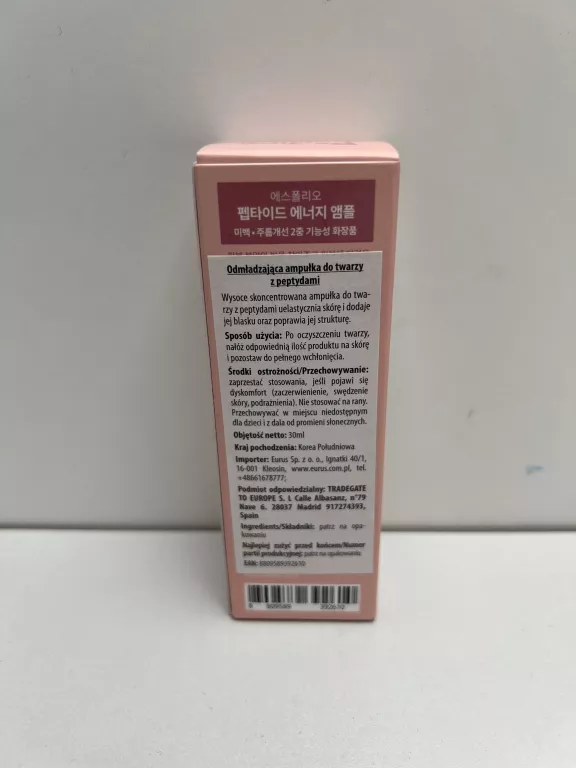 에스폴리오
펩타이드 에너지 앰플
미백 • 주름개선 2중 기능성 화장품
Odmładzająca ampułka do twarzy
z peptydami
Wysoce skoncentrowana ampułka do twa-
rzy z peptydami uelastycznia skórę i dodaje
jej blasku oraz poprawia jej strukturę.
Sposób użycia: Po oczyszczeniu twarzy,
nałóż odpowiednią ilość produktu na skórę
i pozostaw do pełnego wchłonięcia.
Środki ostrożności/Przechowywanie:
zaprzestać stosowania, jeśli pojawi się
dyskomfort (zaczerwienienie, swędzenie
skóry, podrażnienia). Nie stosować na rany.
Przechowywać w miejscu niedostępnym
dla dzieci i z dala od promieni słonecznych.
Objętość netto: 30ml
Kraj pochodzenia: Korea Południowa
Importer: Eurus Sp. z o. o., Ignatki 40/1,
16-001 Kleosin, www.eurus.com.pl, tel.
+48661678777;
Podmiot odpowiedzialny: TRADEGATE
TO EUROPE S. L Calle Albasanz, nº79
Nave 6. 28037 Madrid 917274393,
Spain
Ingredients/Składniki: patrz na opa-
kowaniu
Najlepiej zużyć przed końcem/Numer
partii produkcyjnej: patrz na opakowaniu
EAN: 8809589392610
8 809589 392610